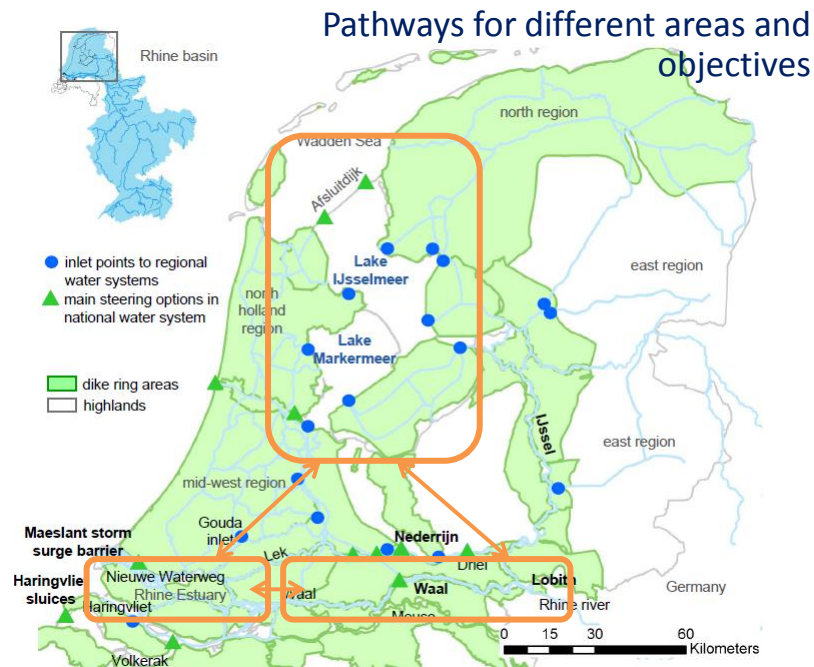 Pathways for different areas and
objectives
Rhine basin
north region
Wadden Sea
Afsluitdijk
inlet points to regional
water systems
main steering options in
national water system
Lake
IJsselmeer
east region
north
holland
region
Lake
Markermeer
dike ring areas
highlands
IJssel
east region
mid-west region
Gouda
inlet
Maeslant storm
surge barrier
Lek
Nederrijn
Driel
Haringvlie
sluices
Nieuwe Waterweg
Rhine Estuary
Haringvliet
Waal
Waal
Lobith
Germany
Rhine river
Meuse
Volkerak
0 15 30 60
Kilometers